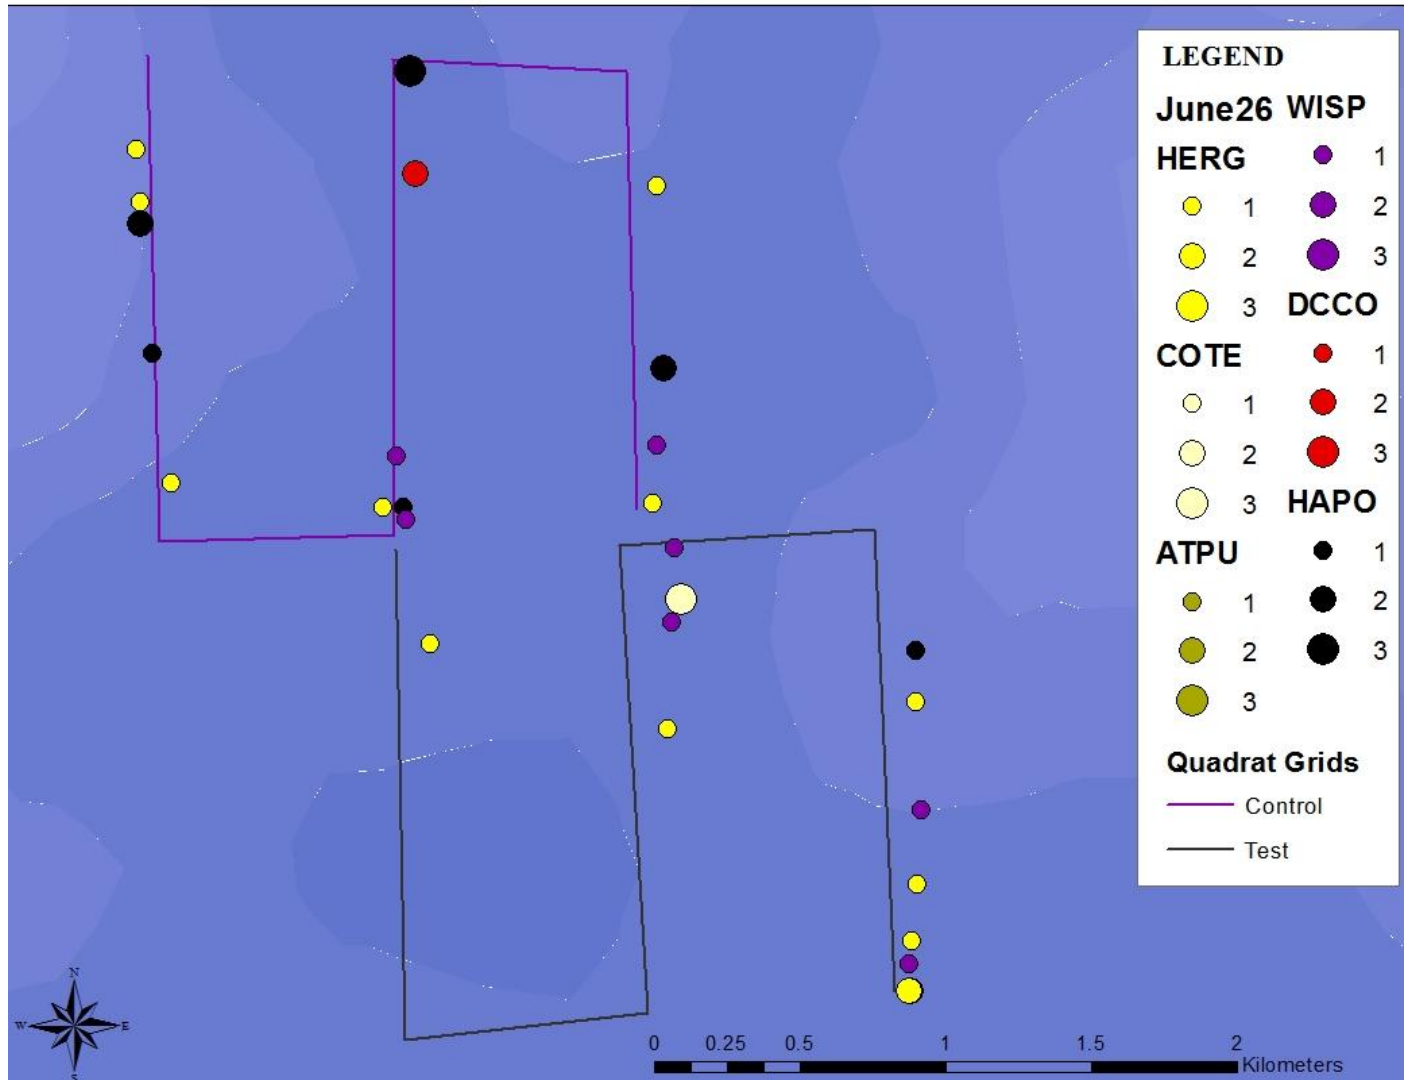 LEGEND
June26 WISP
HERG
1
2
3
COTE
1
2
3
ATPU
1
2
3
1
2
3
DCCO
1
2
3
HAPO
1
2
3
Quadrat Grids
Control
Test
N
W E
S
0 0.25 0.5 1 1.5 2
Kilometers